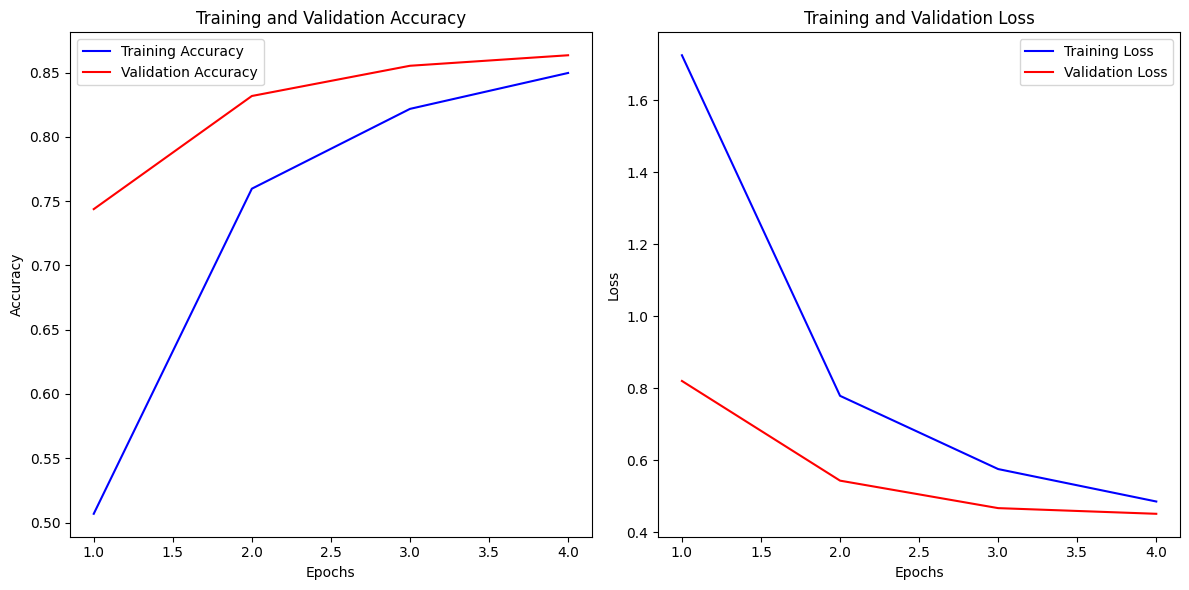 Training and Validation Accuracy
Training Accuracy
Validation Accuracy
0.85
0.80
0.75
0.70
0.65
0.60
0.55
0.50
Accuracy
1.0 1.5 2.0 2.5 3.0 3.5 4.0
Epochs
Training and Validation Loss
Training Loss
Validation Loss
1.6
1.4
1.2
1.0
0.8
0.6
0.4
Loss
1.0 1.5 2.0 2.5 3.0 3.5 4.0
Epochs